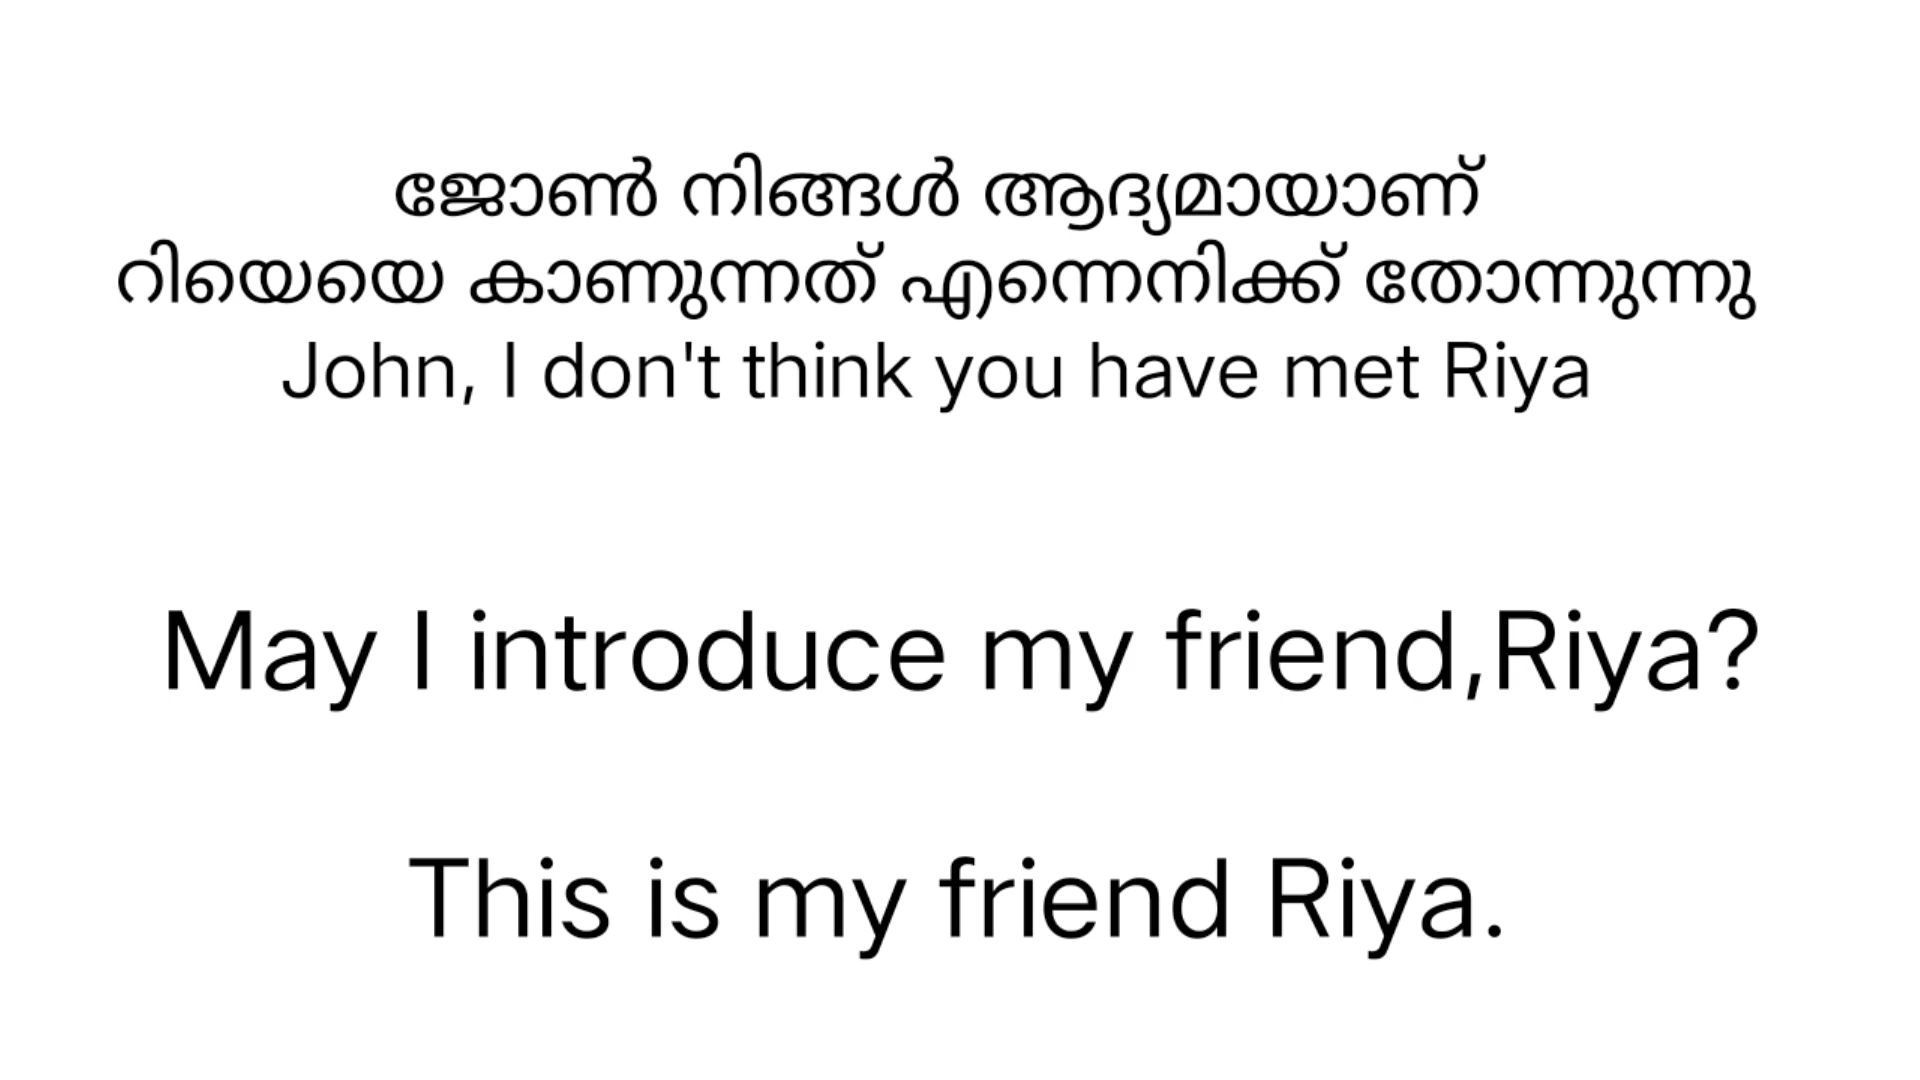 ജോൺ നിങ്ങൾ ആദ്യമായാണ്
റിയെയെ കാണുന്നത് എന്നെനിക്ക് തോന്നുന്നു
John, I don't think you have met Riya
May I introduce my friend,Riya?
This is my friend Riya.